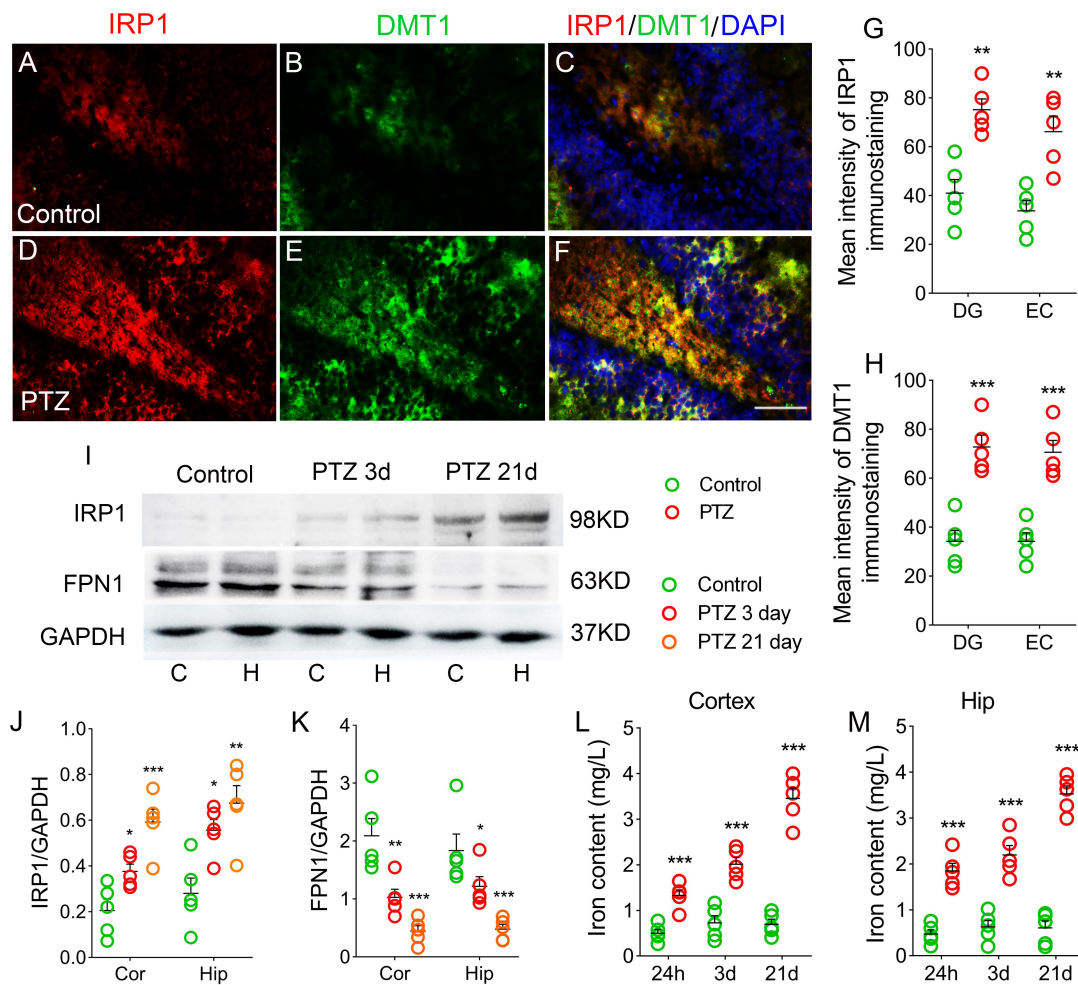 IRP1
DMT1
IRP1/DMT1/DAPI
A
B
C
Control
D
E
F
PTZ
G
Mean intensity of IRP1
immunostaining
100
80
60
40
20
0
**
**
DG
EC
H
Mean intensity of DMT1
immunostaining
100
80
60
40
20
0
***
***
DG
EC
I
Control
PTZ 3d
PTZ 21d
IRP1
98KD
FPN1
63KD
GAPDH
37KD
C
H
C
H
C
H
Control
PTZ
Control
PTZ 3 day
PTZ 21 day
J
IRP1/GAPDH
1.0
0.8
0.6
0.4
0.2
0.0
*
***
*
**
Cor
Hip
K
FPN1/GAPDH
4
3
2
1
0
**
***
*
***
Cor
Hip
L
Cortex
Iron content (mg/L)
5
4
3
2
1
0
***
***
***
24h
3d
21d
M
Hip
Iron content (mg/L)
5
4
3
2
1
0
***
***
***
24h
3d
21d